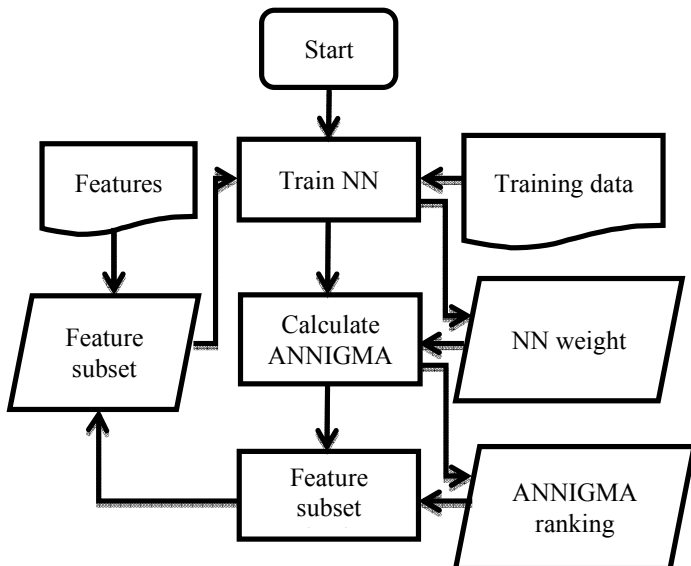 Start
Features
Train NN
Training data
Feature
subset
Calculate
ANNIGMA
NN weight
Feature
subset
ANNIGMA
ranking